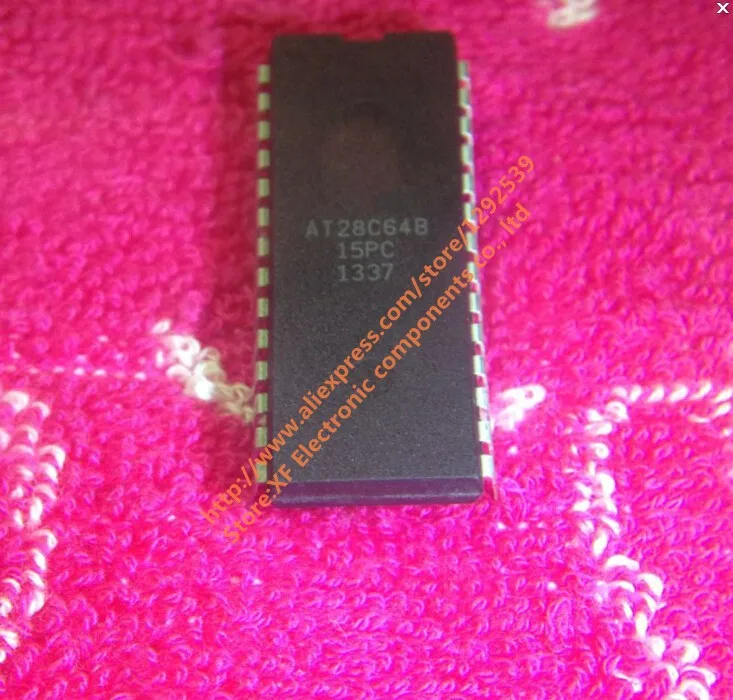 AT28C64B
15PC
1337
http://www.aliexpress.com/store/1292539
Store:XF Electronic components co., ltd
X